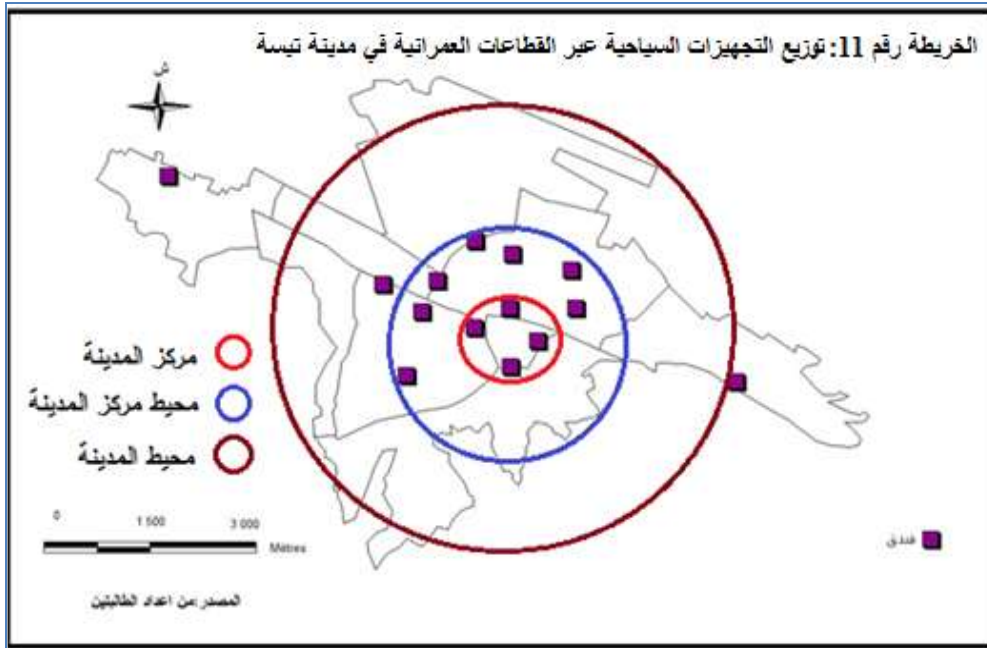 الخريطة رقم 11: توزيع التجهيزات السياحية عبر القطاعات العمرانية في مدينة تبسة
ش
مركز المدينة
محيط مركز المدينة
محيط المدينة
0 1 500 3 000
Mètres
فندق
المصدر:من اعداد الطالبتين